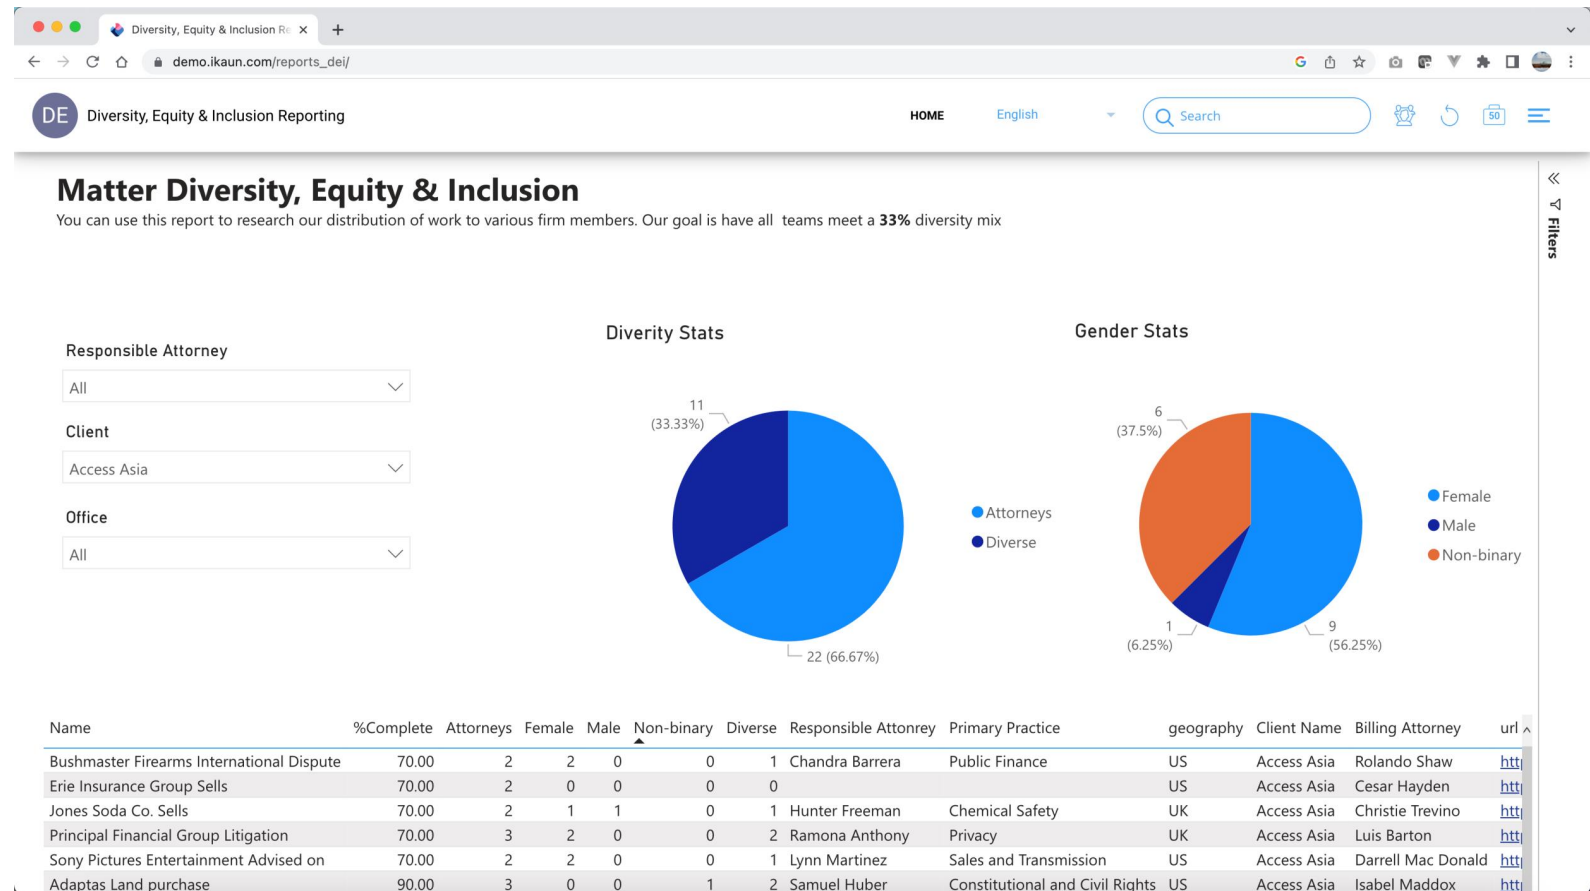 Diversity, Equity & Inclusion Re
demo.ikaun.com/reports_dei/
DE Diversity, Equity & Inclusion Reporting HOME English Search 50
Matter Diversity, Equity & Inclusion
You can use this report to research our distribution of work to various firm members. Our goal is have all teams meet a 33% diversity mix
Filters
Responsible Attorney
All
Client
Access Asia
Office
All
Diverity Stats
11
(33.33%)
22 (66.67%)
Attorneys
Diverse
Gender Stats
6
(37.5%)
1
(6.25%)
9
(56.25%)
Female
Male
Non-binary
Name %Complete Attorneys Female Male Non-binary Diverse Responsible Attonrey Primary Practice geography Client Name Billing Attorney url
Bushmaster Firearms International Dispute 70.00 2 2 0 0 1 Chandra Barrera Public Finance US Access Asia Rolando Shaw http
Erie Insurance Group Sells 70.00 2 0 0 0 0 US Access Asia Cesar Hayden http
Jones Soda Co. Sells 70.00 2 1 1 0 1 Hunter Freeman Chemical Safety UK Access Asia Christie Trevino http
Principal Financial Group Litigation 70.00 3 2 0 0 2 Ramona Anthony Privacy UK Access Asia Luis Barton http
Sony Pictures Entertainment Advised on 70.00 2 2 0 0 1 Lynn Martinez Sales and Transmission US Access Asia Darrell Mac Donald http
Adaptas Land purchase 90.00 3 0 0 1 2 Samuel Huber Constitutional and Civil Rights US Access Asia Isabel Maddox http